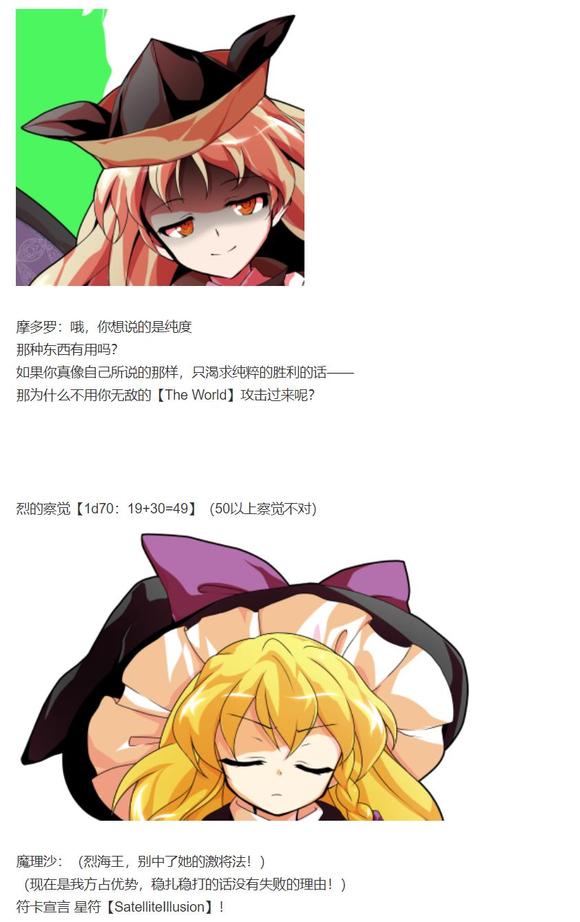 摩多罗：哦，你想说的是纯度
那种东西有用吗？
如果你真像自己所说的那样，只渴求纯粹的胜利的话——
那为什么不用你无敌的【The World】攻击过来呢？
烈的察觉【1d70：19+30=49】（50以上察觉不对）
魔理沙：（烈海王，别中了她的激将法！）
（现在是我方占优势，稳扎稳打的话没有失败的理由！）
符卡宣言 星符【SatelliteIllusion】！